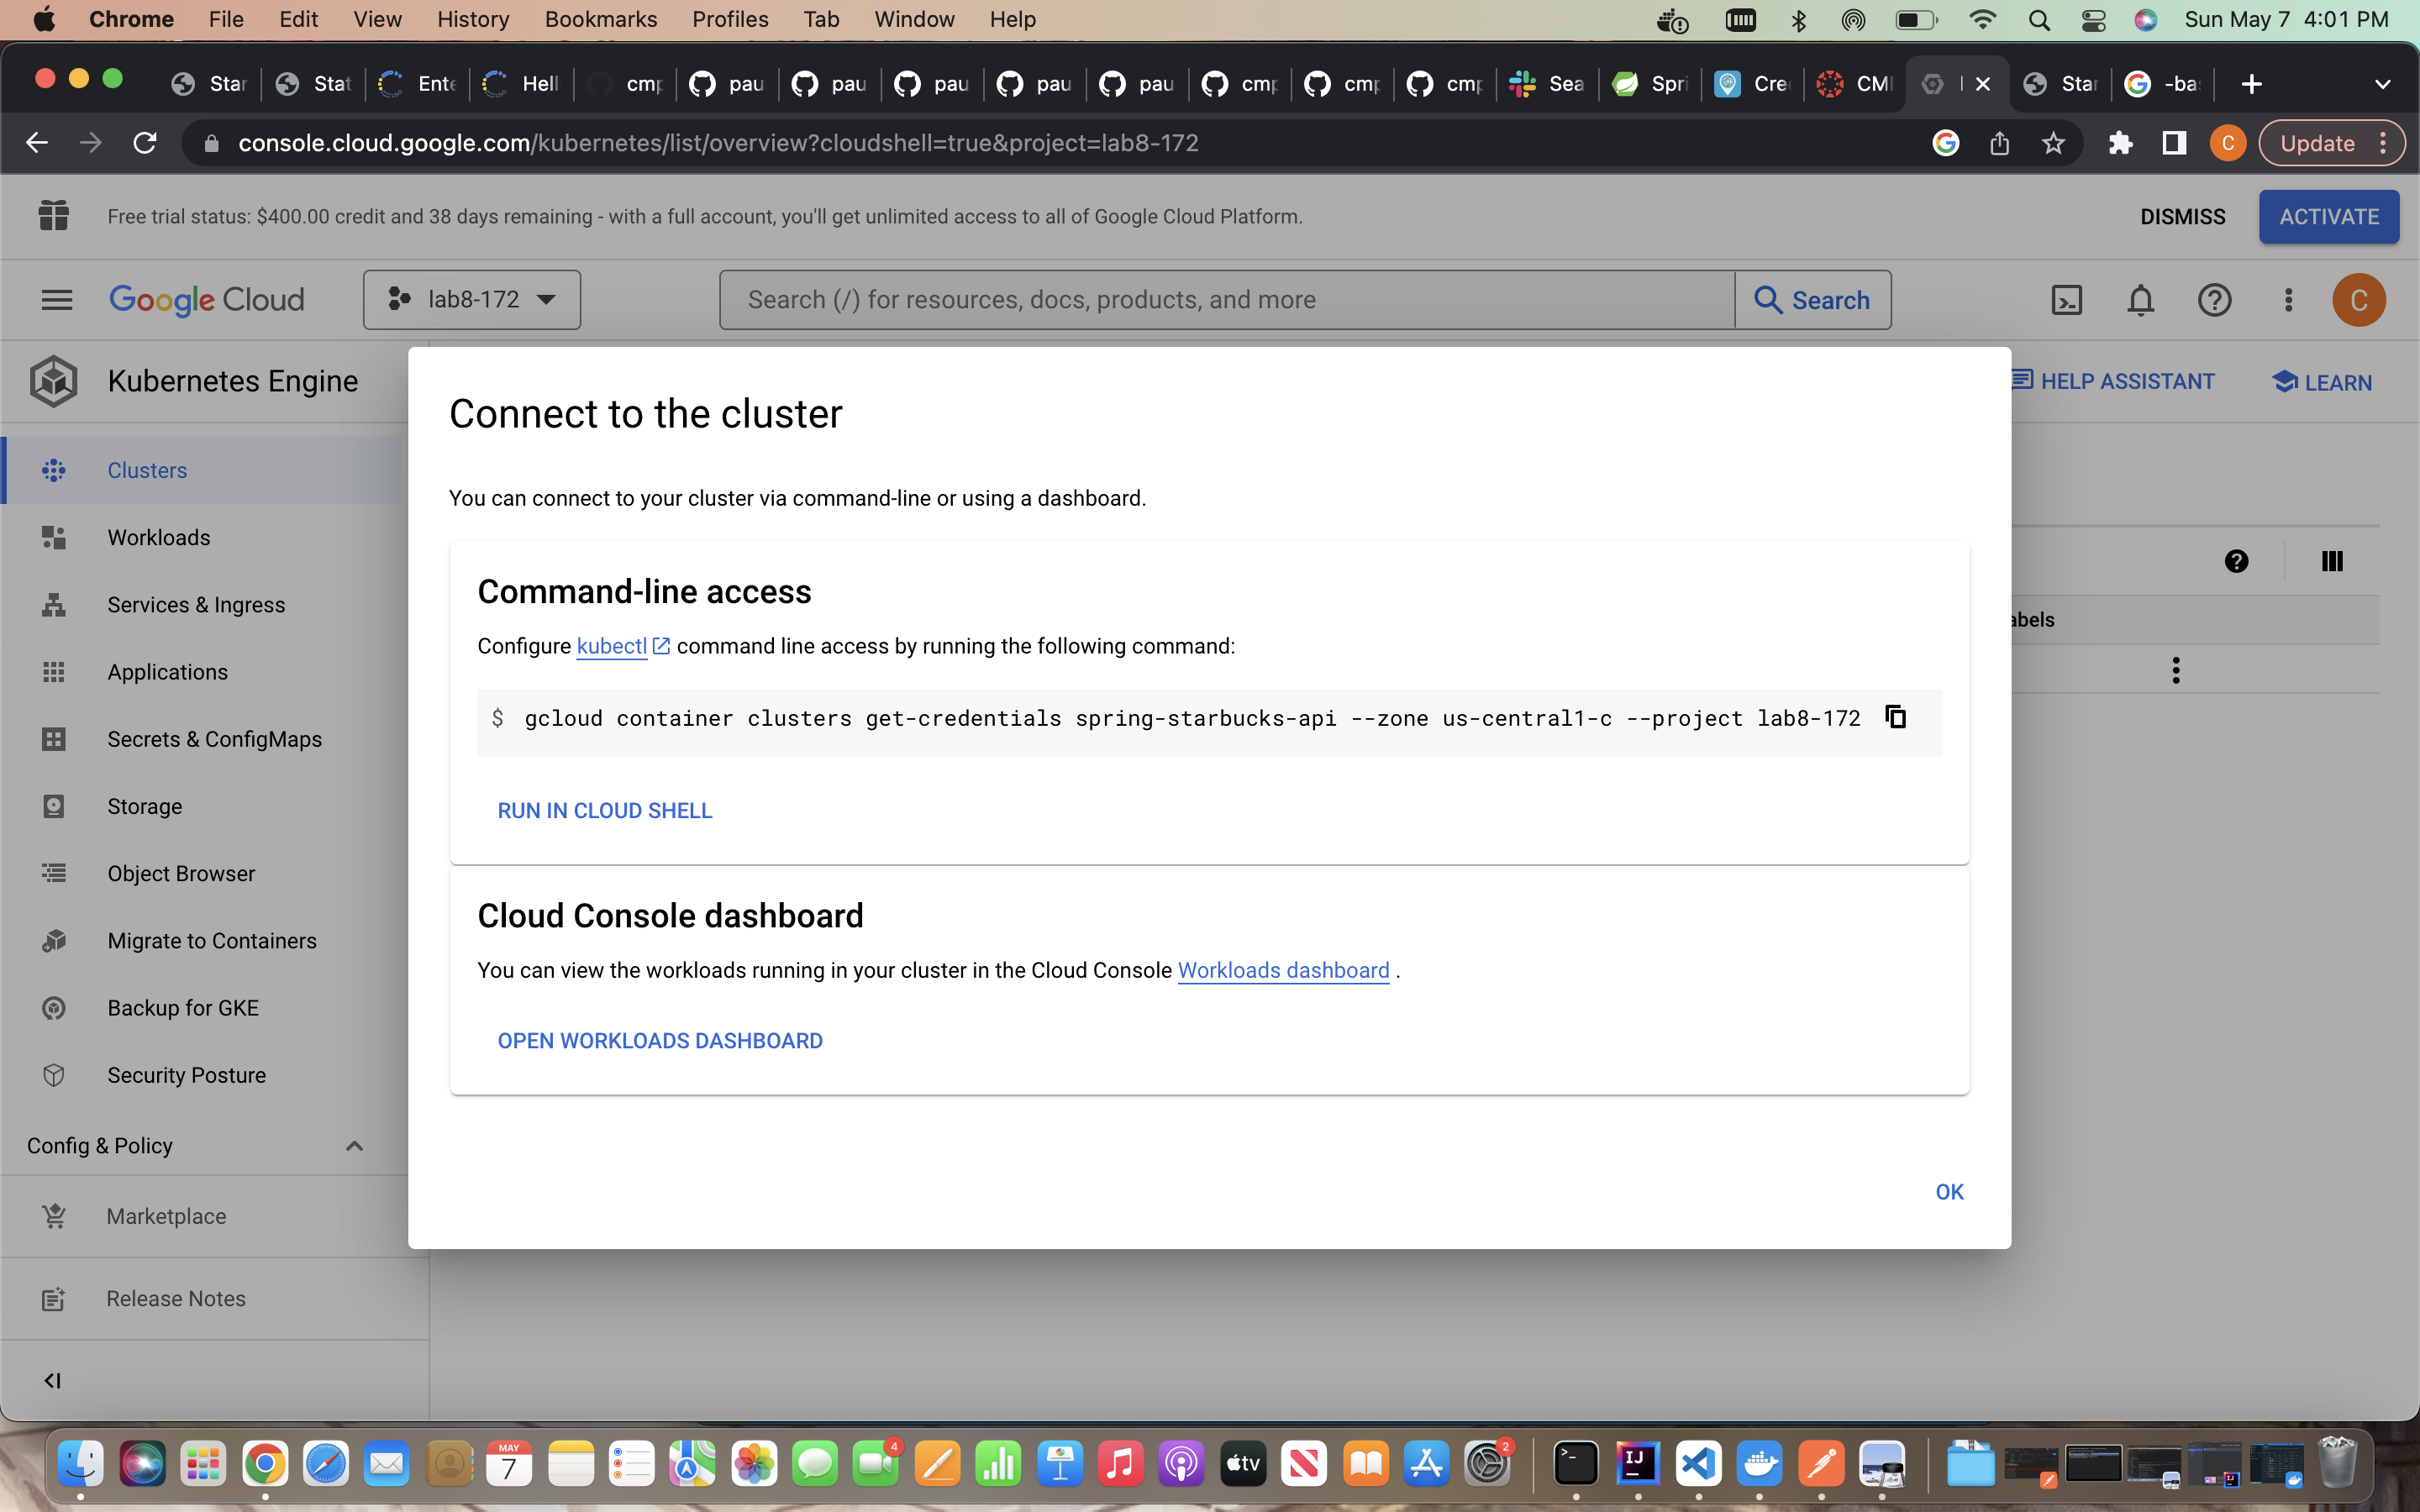 Chrome File Edit View History Bookmarks Profiles Tab Window Help Sun May 7 4:01 PM
Star Stat Ente Hell cmp pau pau pau pau pau cmp cmp cmp Sea Spri Cre CMI Star -bas
console.cloud.google.com/kubernetes/list/overview?cloudshell=true&project=lab8-172 C Update
Free trial status: $400.00 credit and 38 days remaining - with a full account, you'll get unlimited access to all of Google Cloud Platform. DISMISS ACTIVATE
Google Cloud lab8-172 Search (/) for resources, docs, products, and more Search C
Kubernetes Engine
HELP ASSISTANT LEARN
Clusters
Workloads
Services & Ingress
Applications
Secrets & ConfigMaps
Storage
Object Browser
Migrate to Containers
Backup for GKE
Security Posture
Config & Policy
Marketplace
Release Notes
Connect to the cluster
You can connect to your cluster via command-line or using a dashboard.
Command-line access
Configure kubectl command line access by running the following command:
$ gcloud container clusters get-credentials spring-starbucks-api --zone us-central1-c --project lab8-172
RUN IN CLOUD SHELL
Cloud Console dashboard
You can view the workloads running in your cluster in the Cloud Console Workloads dashboard .
OPEN WORKLOADS DASHBOARD
OK
abels
MAY
7
4
tv
2
IJ